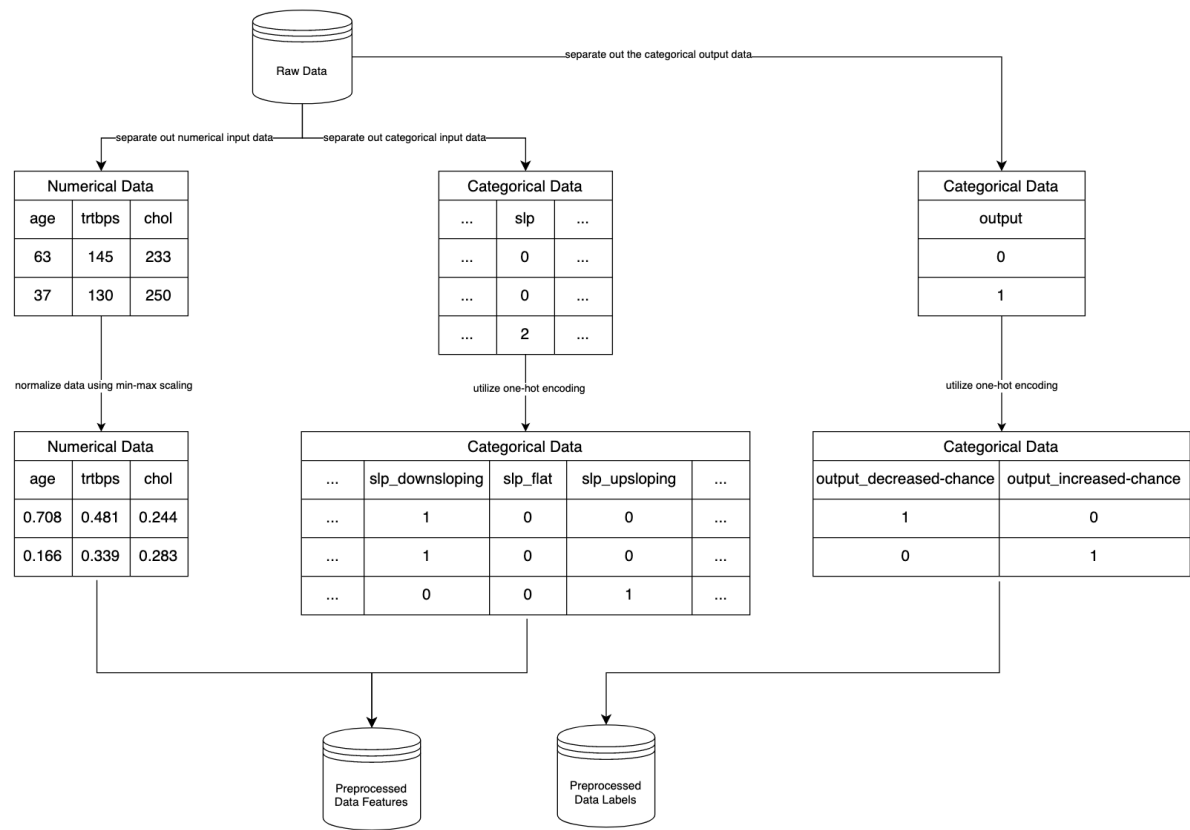 Raw Data
separate out the categorical output data
separate out numerical input data
separate out categorical input data
Numerical Data
age trtbps chol
63 145 233
37 130 250
Categorical Data
... slp ...
... 0 ...
... 0 ...
... 2 ...
Categorical Data
output
0
1
normalize data using min-max scaling
utilize one-hot encoding
utilize one-hot encoding
Numerical Data
age trtbps chol
0.708 0.481 0.244
0.166 0.339 0.283
Categorical Data
... slp_downsloping slp_flat slp_upsloping ...
... 1 0 0 ...
... 1 0 0 ...
... 0 0 1 ...
Categorical Data
output_decreased-chance output_increased-chance
1 0
0 1
Preprocessed
Data Features
Preprocessed
Data Labels